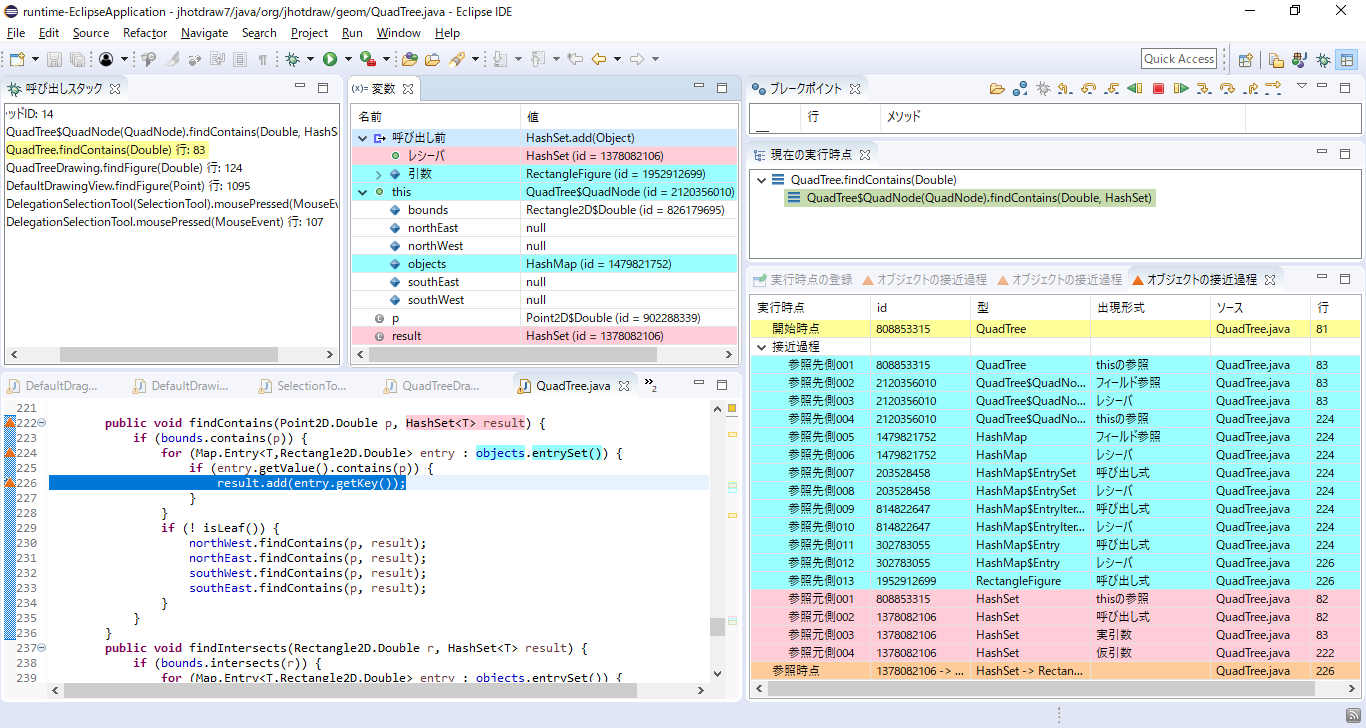 runtime-EclipseApplication - jhotdraw7/java/org/jhotdraw/geom/QuadTree.java - Eclipse IDE
File Edit Source Refactor Navigate Search Project Run Window Help
Quick Access
呼び出しスタック
ッドID: 14
QuadTree$QuadNode(QuadNode).findContains(Double, HashS
QuadTree.findContains(Double) 行: 83
QuadTreeDrawing.findFigure(Double) 行: 124
DefaultDrawingView.findFigure(Point) 行: 1095
DelegationSelectionTool(SelectionTool).mousePressed(MouseEv
DelegationSelectionTool.mousePressed(MouseEvent) 行: 107
(x)= 変数
名前 値
呼び出し前 HashSet.add(Object)
レシーバ HashSet (id = 1378082106)
引数 RectangleFigure (id = 1952912699)
this QuadTree$QuadNode (id = 2120356010)
bounds Rectangle2D$Double (id = 826179695)
northEast null
northWest null
objects HashMap (id = 1479821752)
southEast null
southWest null
p Point2D$Double (id = 902288339)
result HashSet (id = 1378082106)
ブレークポイント
行 メソッド
現在の実行時点
QuadTree.findContains(Double)
QuadTree$QuadNode(QuadNode).findContains(Double, HashSet)
DefaultDrag... DefaultDrawi... SelectionTo... QuadTreeDra... QuadTree.java »2
221
222 public void findContains(Point2D.Double p, HashSet<T> result) {
223 if (bounds.contains(p)) {
224 for (Map.Entry<T,Rectangle2D.Double> entry : objects.entrySet()) {
225 if (entry.getValue().contains(p)) {
226 result.add(entry.getKey());
227 }
228 }
229 if (! isLeaf()) {
230 northWest.findContains(p, result);
231 northEast.findContains(p, result);
232 southWest.findContains(p, result);
233 southEast.findContains(p, result);
234 }
235 }
236 }
237 public void findIntersects(Rectangle2D.Double r, HashSet<T> result) {
238 if (bounds.intersects(r)) {
239 for (Map.Entry<T,Rectangle2D.Double> entry : objects.entrySet()) {
実行時点の登録 オブジェクトの接近過程 オブジェクトの接近過程 オブジェクトの接近過程
実行時点 id 型 出現形式 ソース 行
開始時点 808853315 QuadTree QuadTree.java 81
接近過程
参照先側001 808853315 QuadTree thisの参照 QuadTree.java 83
参照先側002 2120356010 QuadTree$QuadNo... フィールド参照 QuadTree.java 83
参照先側003 2120356010 QuadTree$QuadNo... レシーバ QuadTree.java 83
参照先側004 2120356010 QuadTree$QuadNo... thisの参照 QuadTree.java 224
参照先側005 1479821752 HashMap フィールド参照 QuadTree.java 224
参照先側006 1479821752 HashMap レシーバ QuadTree.java 224
参照先側007 203528458 HashMap$EntrySet 呼び出し式 QuadTree.java 224
参照先側008 203528458 HashMap$EntrySet レシーバ QuadTree.java 224
参照先側009 814822647 HashMap$EntryIter... 呼び出し式 QuadTree.java 224
参照先側010 814822647 HashMap$EntryIter... レシーバ QuadTree.java 224
参照先側011 302783055 HashMap$Entry 呼び出し式 QuadTree.java 224
参照先側012 302783055 HashMap$Entry レシーバ QuadTree.java 226
参照先側013 1952912699 RectangleFigure 呼び出し式 QuadTree.java 226
参照元側001 808853315 HashSet thisの参照 QuadTree.java 82
参照元側002 1378082106 HashSet 呼び出し式 QuadTree.java 82
参照元側003 1378082106 HashSet 実引数 QuadTree.java 83
参照元側004 1378082106 HashSet 仮引数 QuadTree.java 222
参照時点 1378082106 -> ... HashSet -> Rectan... QuadTree.java 226